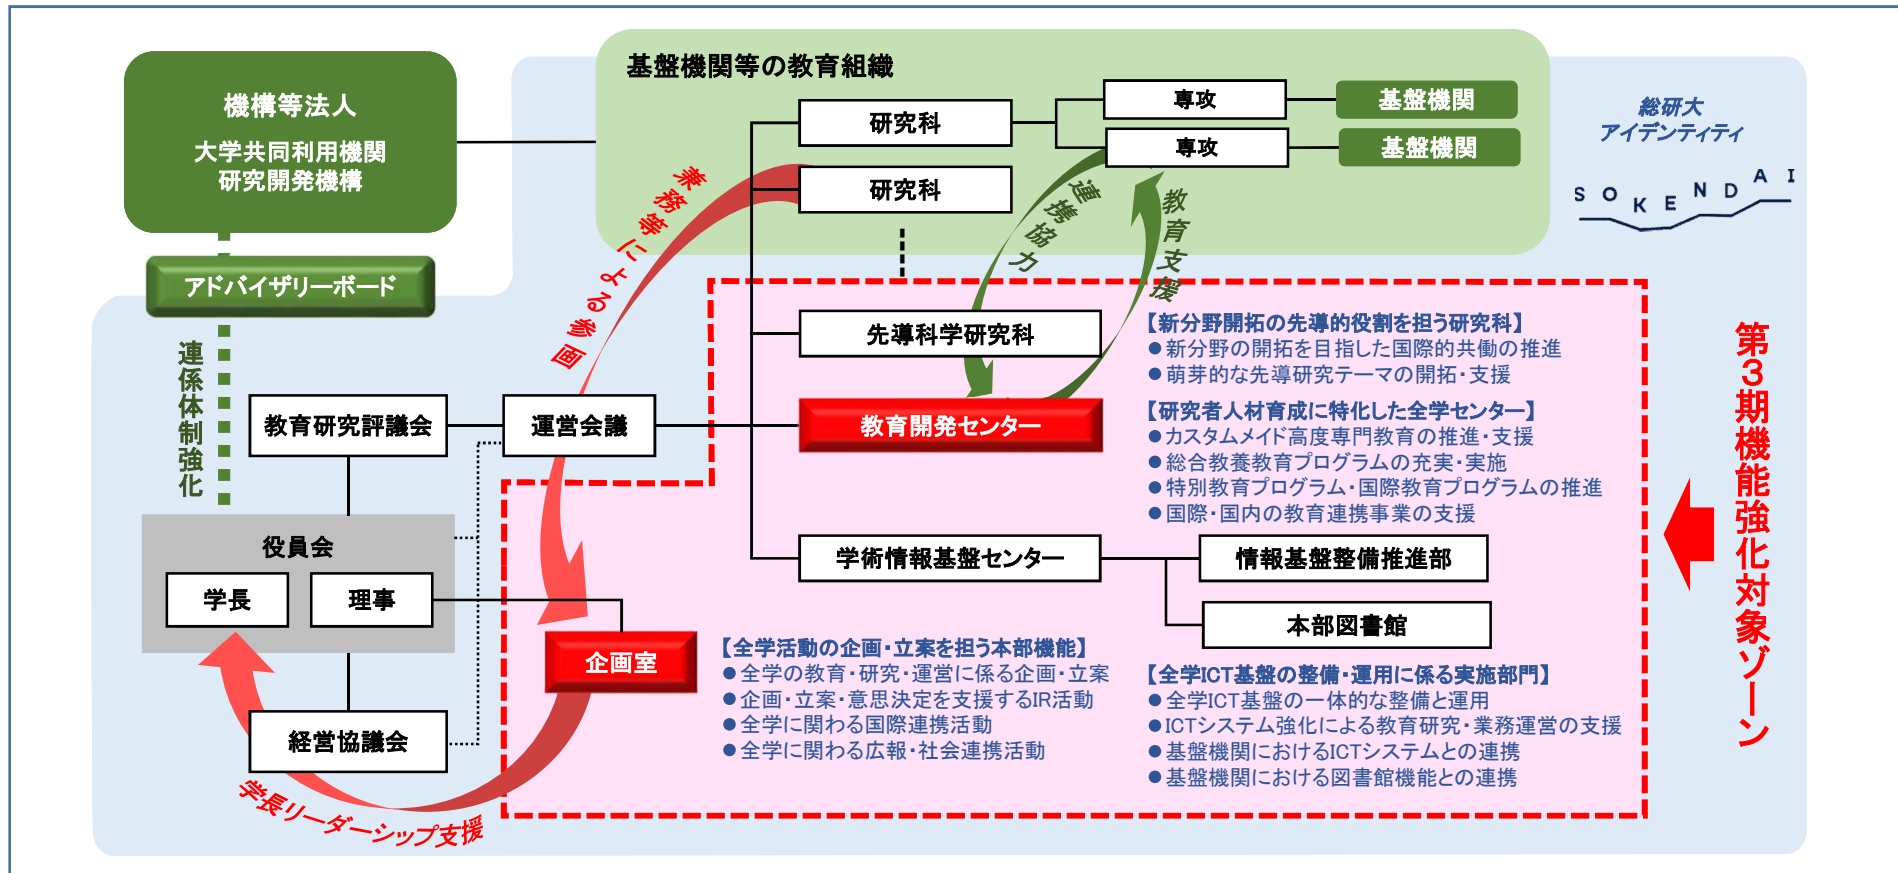 機構等法人
大学共同利用機関
研究開発機構
アドバイザリーボード
連係体制強化
基盤機関等の教育組織
研究科
専攻
基盤機関
専攻
基盤機関
研究科
兼務等による参画
連携協力
教育支援
総研大
アイデンティティ
SOKENDAI
先導科学研究科
【新分野開拓の先導的役割を担う研究科】
●新分野の開拓を目指した国際的共働の推進
●萌芽的な先導研究テーマの開拓・支援
教育研究評議会
運営会議
教育開発センター
【研究者人材育成に特化した全学センター】
●カスタムメイド高度専門教育の推進・支援
●総合教養教育プログラムの充実・実施
●特別教育プログラム・国際教育プログラムの推進
●国際・国内の教育連携事業の支援
第3期機能強化対象ゾーン
役員会
学長
理事
学術情報基盤センター
情報基盤整備推進部
本部図書館
企画室
【全学活動の企画・立案を担う本部機能】
●全学の教育・研究・運営に係る企画・立案
●企画・立案・意思決定を支援するIR活動
●全学に関わる国際連携活動
●全学に関わる広報・社会連携活動
【全学ICT基盤の整備・運用に係る実施部門】
●全学ICT基盤の一体的な整備と運用
●ICTシステム強化による教育研究・業務運営の支援
●基盤機関におけるICTシステムとの連携
●基盤機関における図書館機能との連携
経営協議会
学長リーダーシップ支援